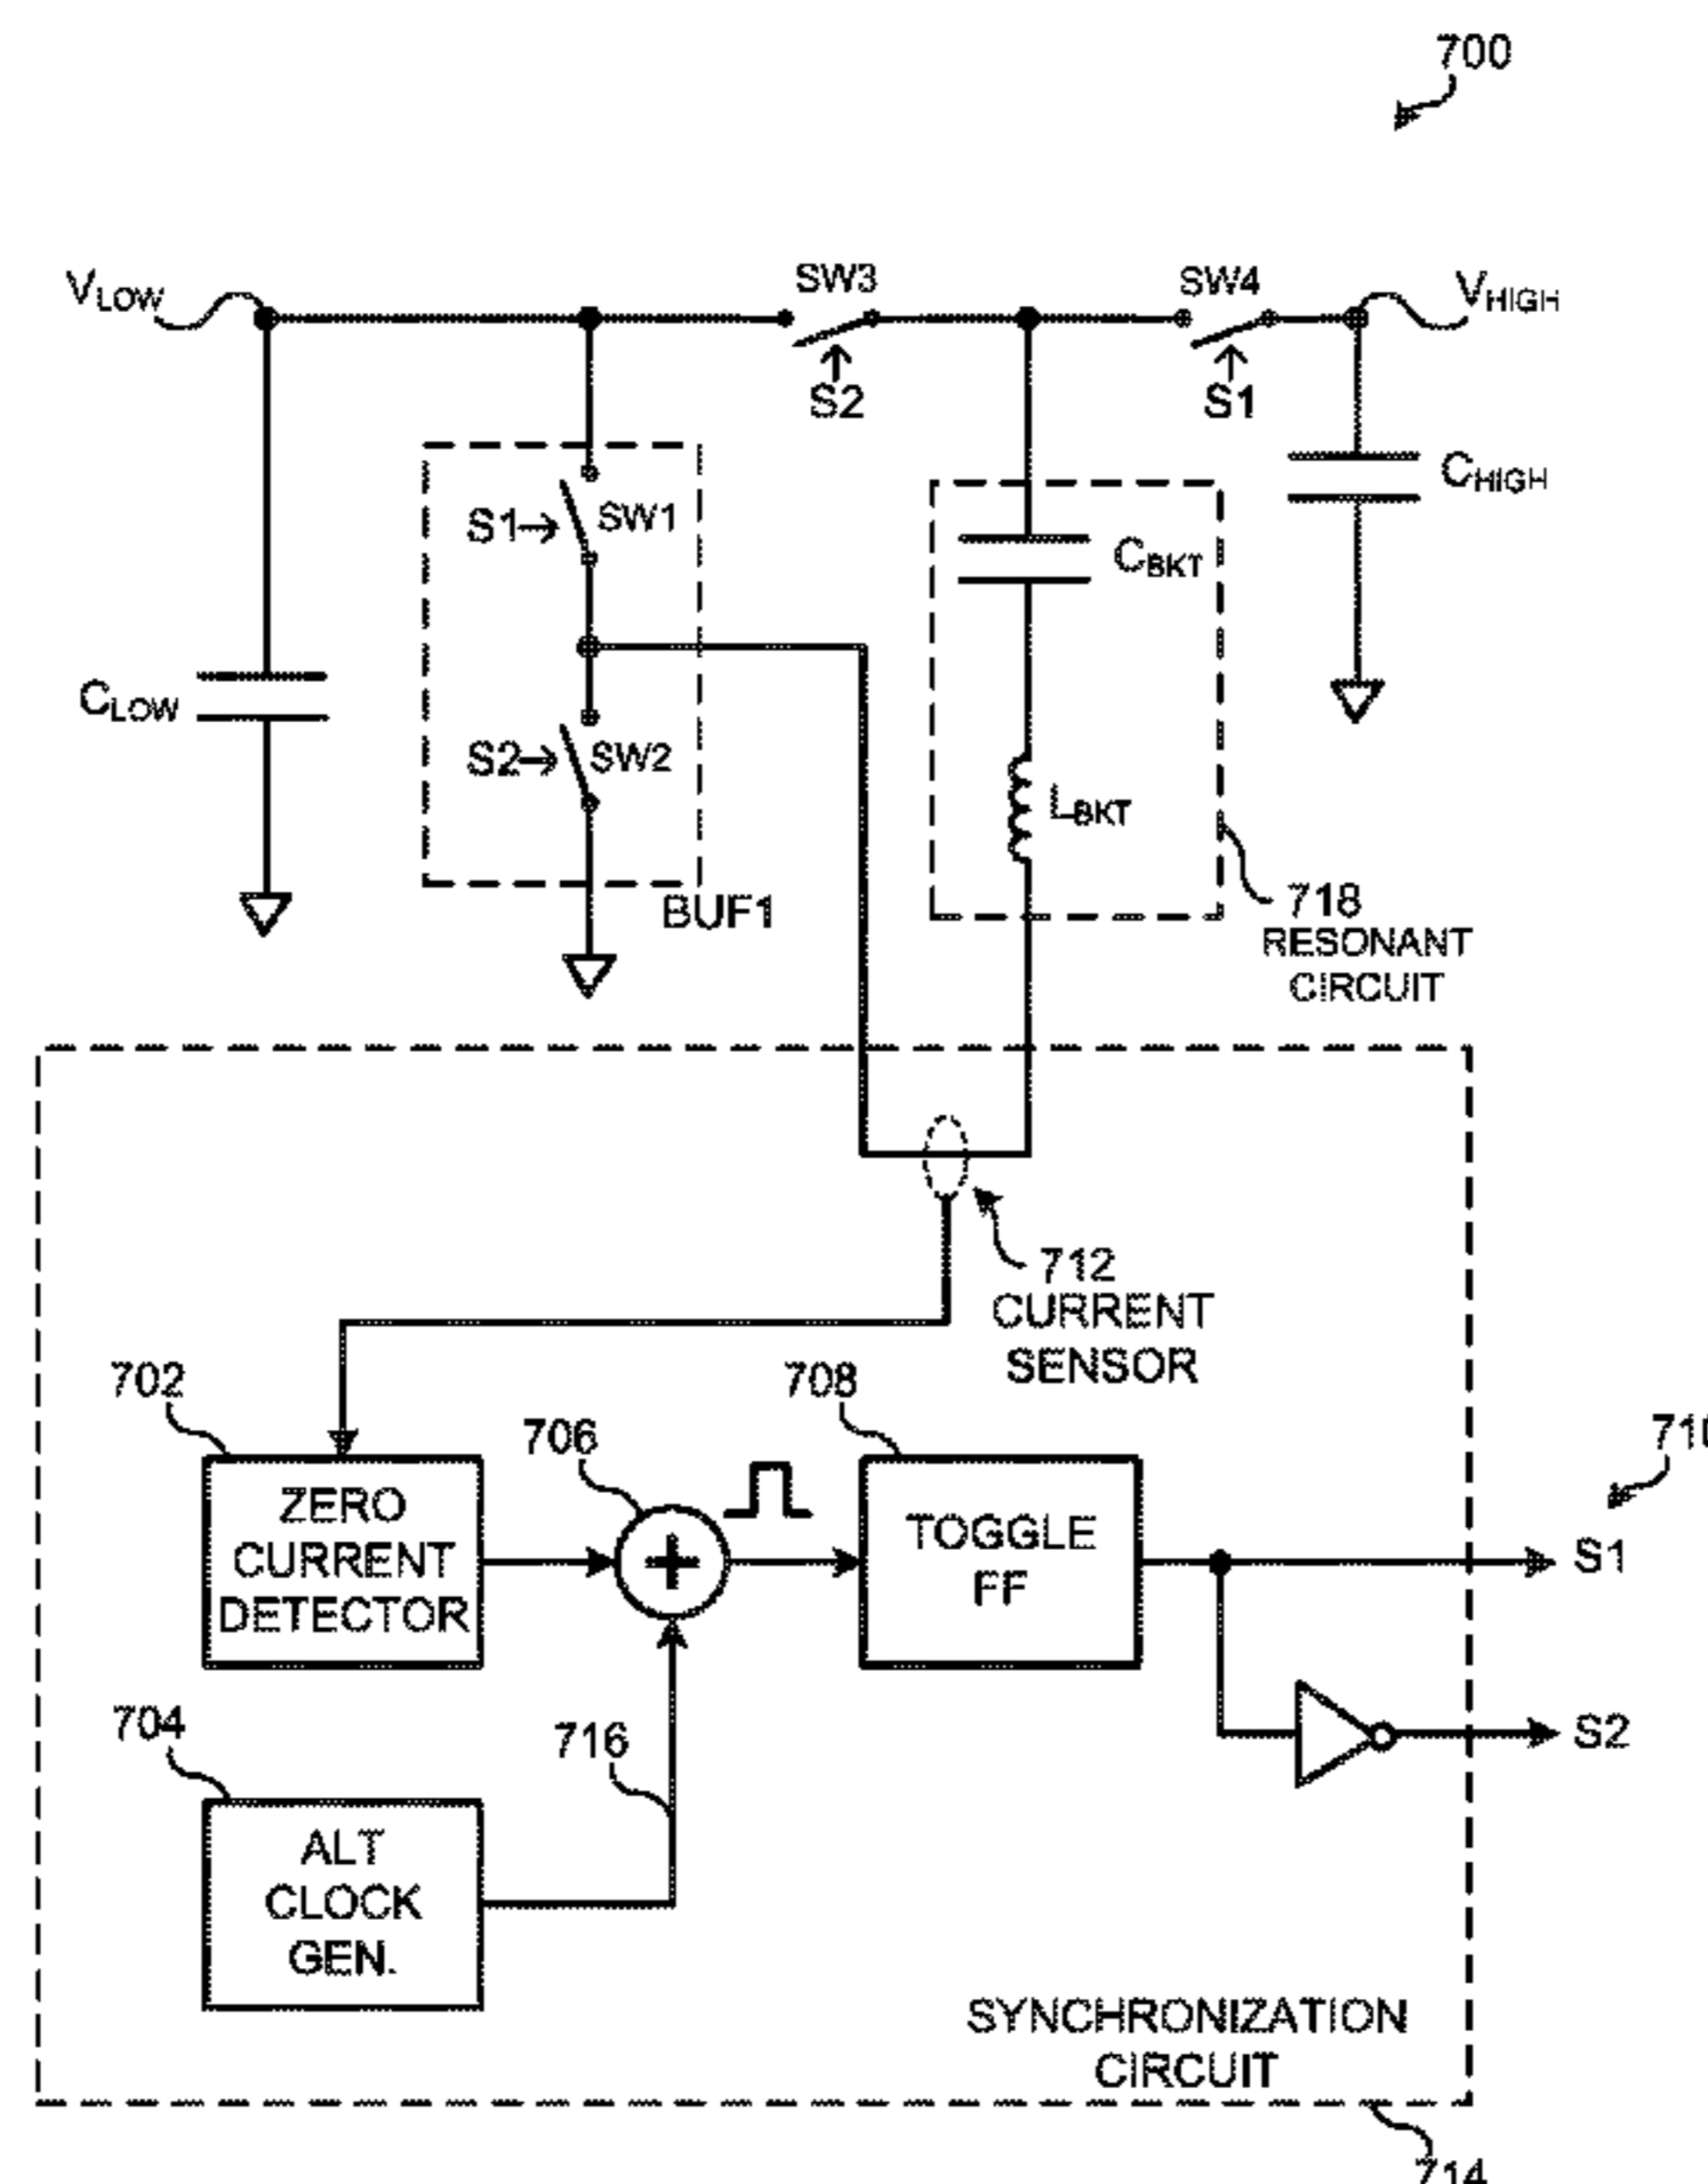 700
VLOW
SW3
SW4
VHIGH
S2
S1
S1
SW1
CHIGH
CBKT
CLOW
S2
SW2
LBKT
BUF1
718
RESONANT
CIRCUIT
712
CURRENT
SENSOR
702
706
708
ZERO
CURRENT
DETECTOR
+
TOGGLE
FF
S1
704
716
S2
ALT
CLOCK
GEN.
SYNCHRONIZATION
CIRCUIT
714